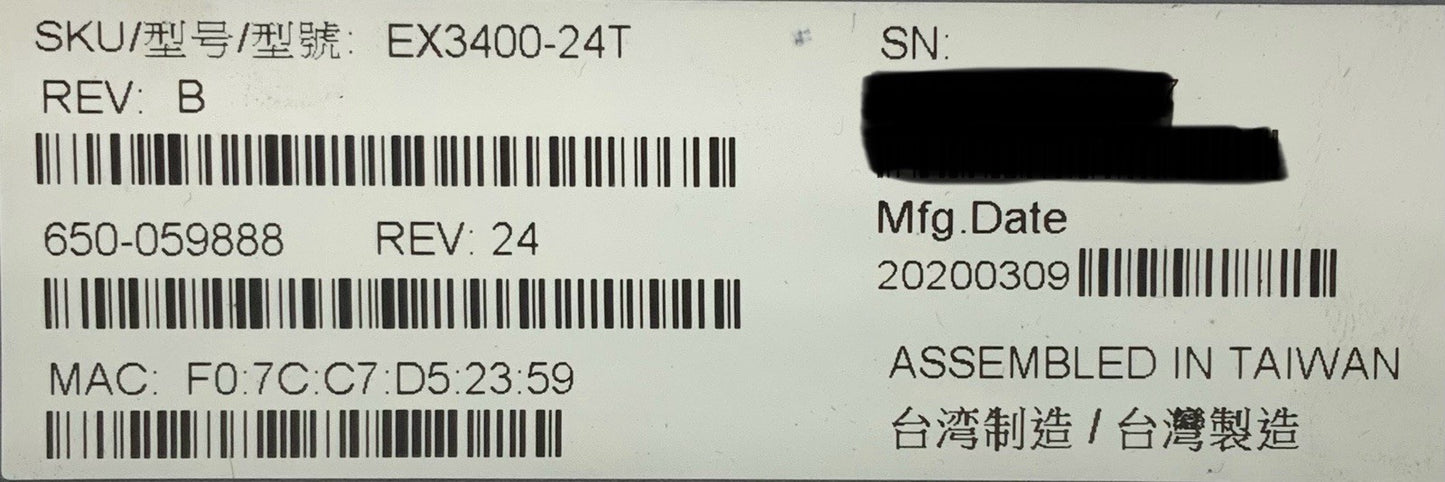 SKU/型号/型號: EX3400-24T
REV: B
650-059888 REV: 24
MAC: F0:7C:C7:D5:23:59
SN:
Mfg.Date
20200309
ASSEMBLED IN TAIWAN
台湾制造 / 台灣製造